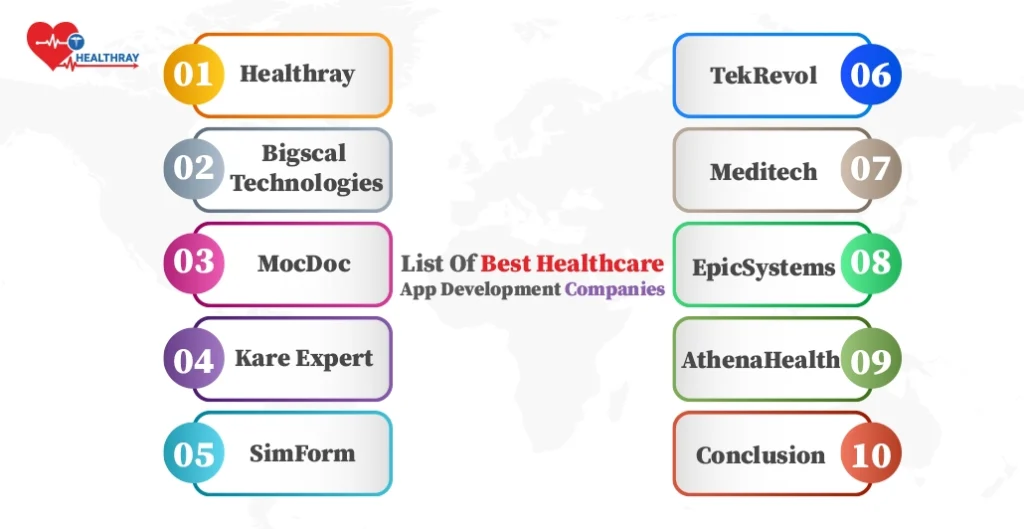 HEALTHRAY
01
Healthray
02
Bigscal
Technologies
03
MocDoc
04
Kare Expert
05
SimForm
List Of Best Healthcare
App Development Companies
TekRevol
06
Meditech
07
EpicSystems
08
AthenaHealth
09
Conclusion
10